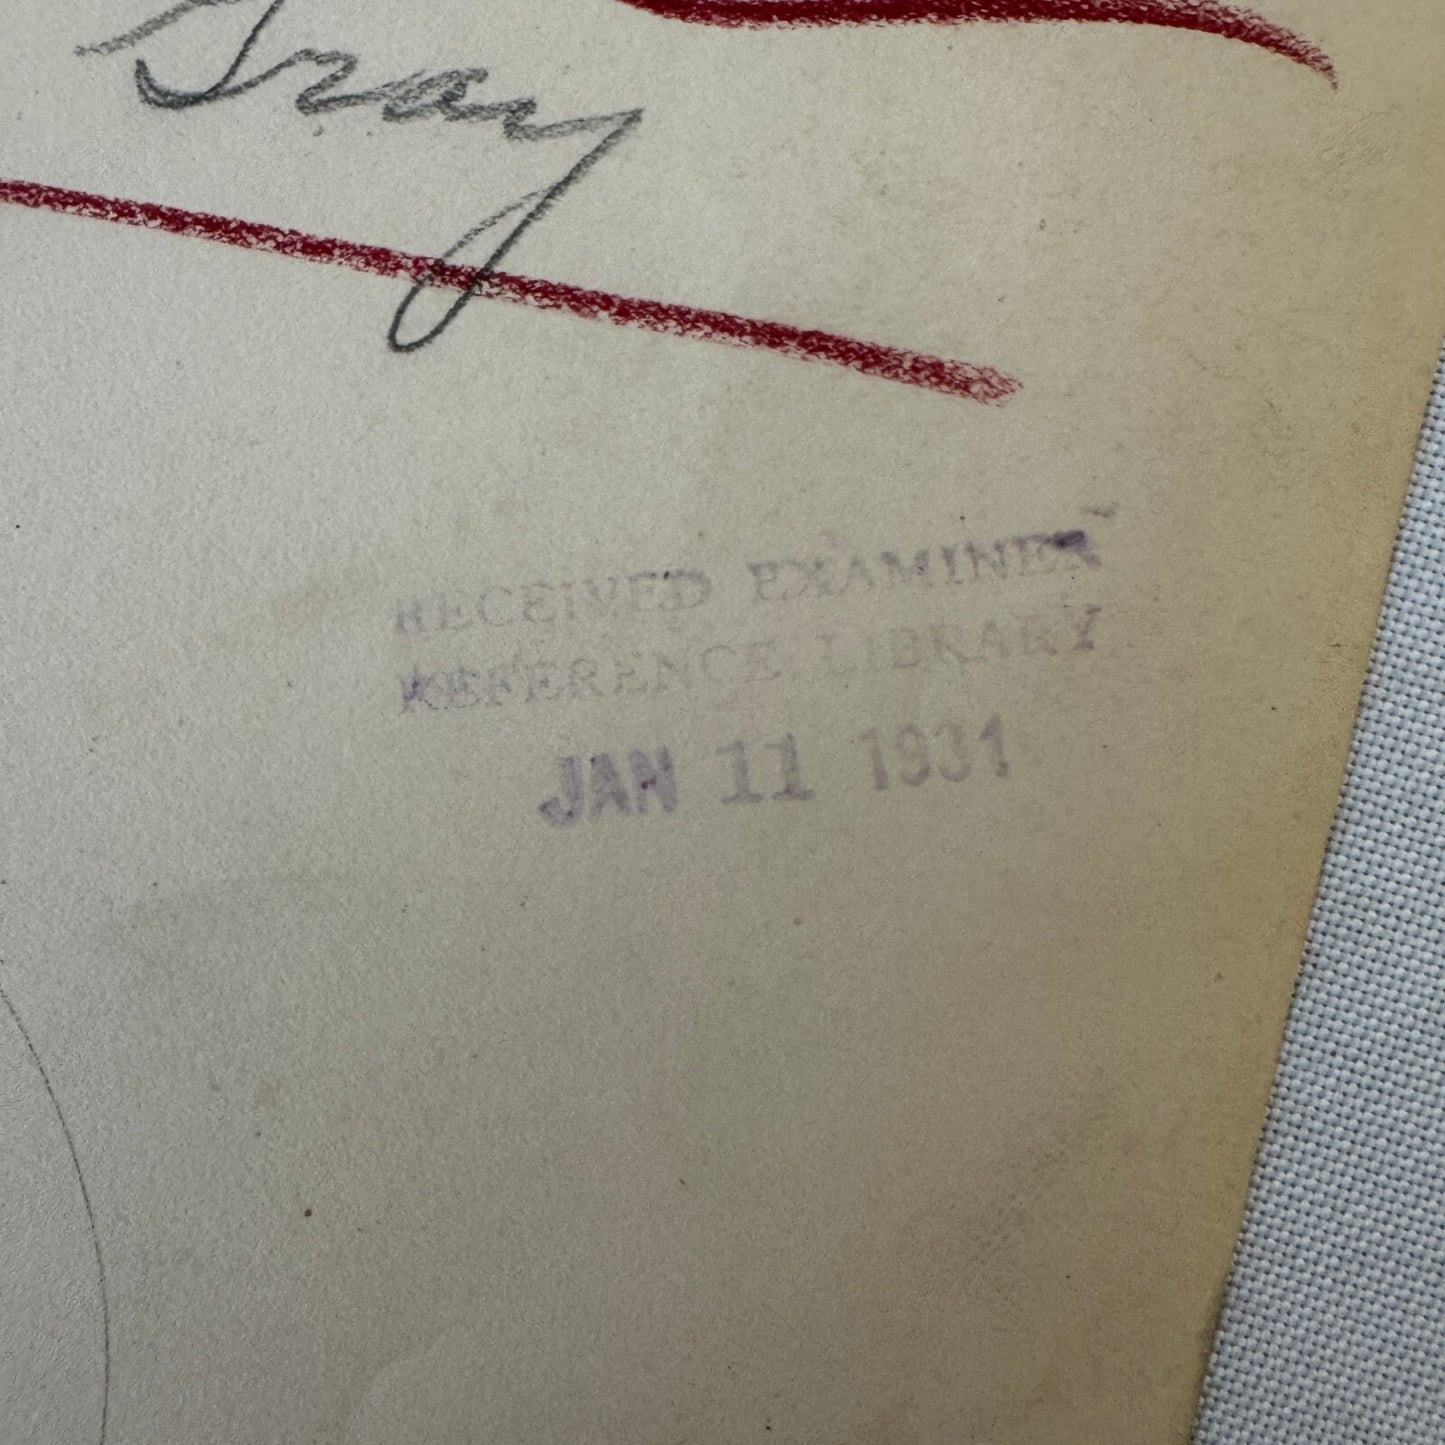 Gray
RECEIVED EXAMINER
REFERENCE LIBRARY
JAN 11 1931